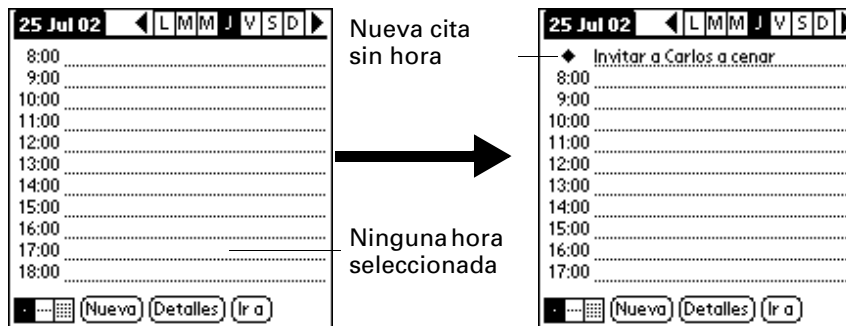 25 Jul 02 L M M J V S D
8:00
9:00
10:00
11:00
12:00
13:00
14:00
15:00
16:00
17:00
18:00
Nueva Detalles Ir a
Nueva cita
sin hora
Ninguna hora
seleccionada
25 Jul 02 L M M J V S D
Invitar a Carlos a cenar
8:00
9:00
10:00
11:00
12:00
13:00
14:00
15:00
16:00
17:00
Nueva Detalles Ir a